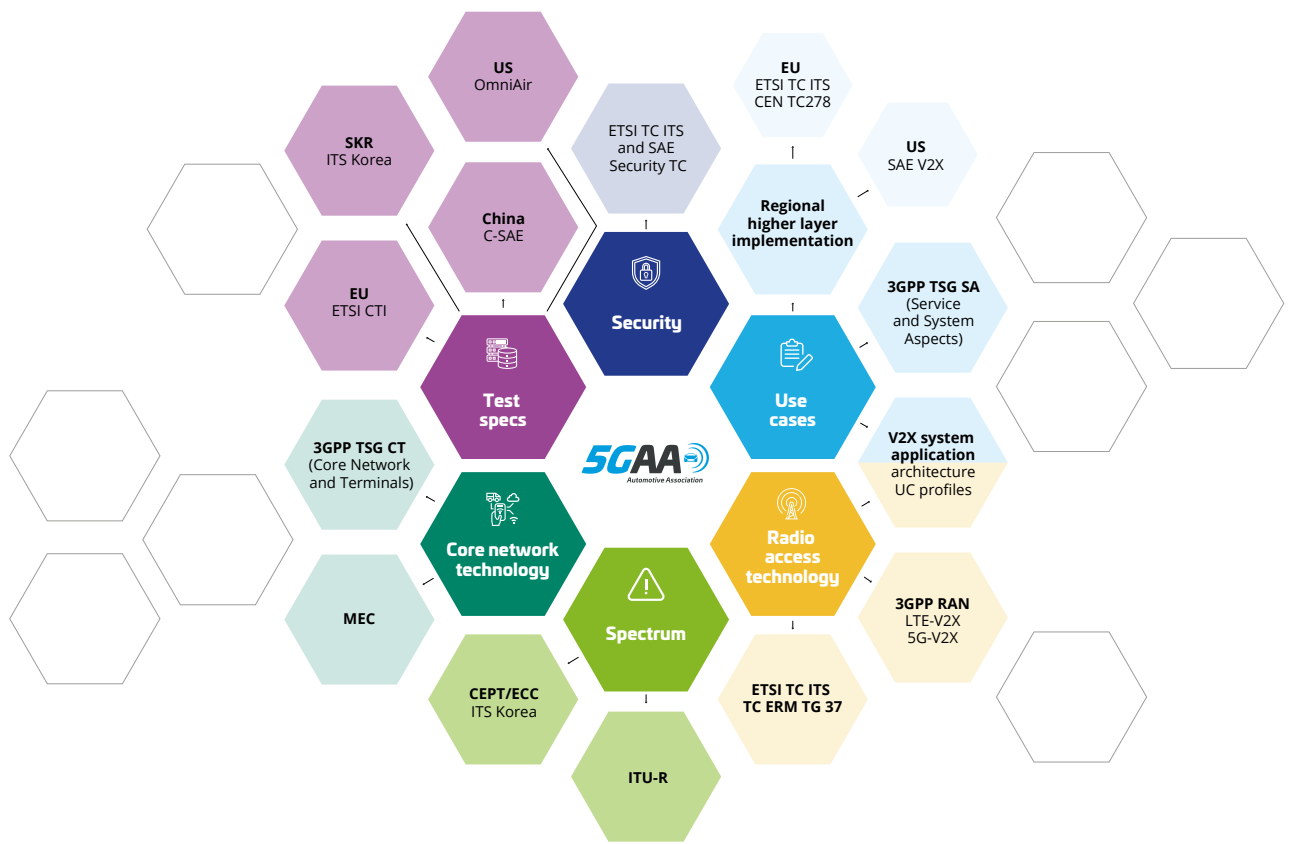 US
OmniAir
EU
ETSI TC ITS
CEN TC278
SKR
ITS Korea
ETSI TC ITS
and SAE
Security TC
US
SAE V2X
China
C-SAE
Regional
higher layer
implementation
EU
ETSI CTI
Security
3GPP TSG SA
(Service
and System
Aspects)
Test
specs
Use
cases
3GPP TSG CT
(Core Network
and Terminals)
5GAA
Automotive Association
V2X system
application
architecture
UC profiles
Core network
technology
Radio
access
technology
MEC
Spectrum
3GPP RAN
LTE-V2X
5G-V2X
CEPT/ECC
ITS Korea
ETSI TC ITS
TC ERM TG 37
ITU-R